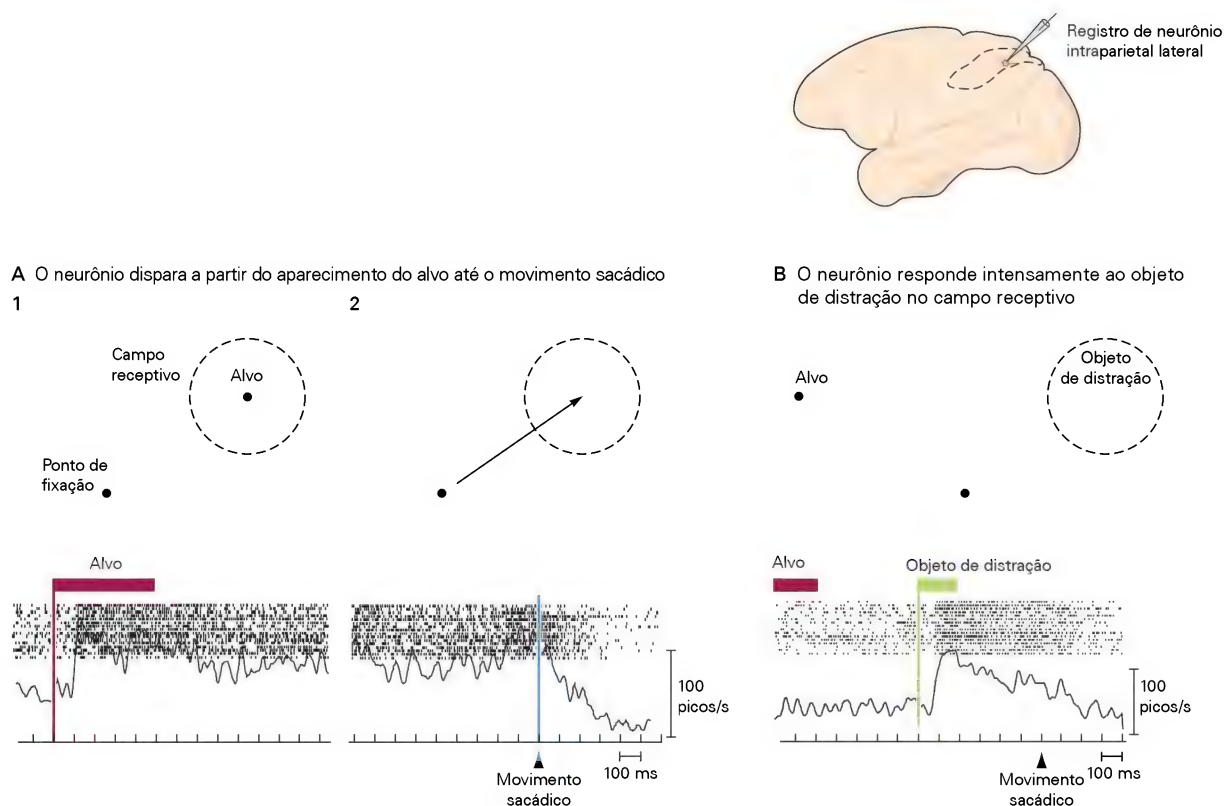 Registro de neurônio
intraparietal lateral
A O neurônio dispara a partir do aparecimento do alvo até o movimento sacádico
1
2
Campo
receptivo
Alvo
Ponto de
fixação
Alvo
100
picos/s
100 ms
Movimento
sacádico
B O neurônio responde intensamente ao objeto
de distração no campo receptivo
Alvo
Objeto
de distração
Alvo
Objeto de distração
100
picos/s
Movimento
sacádico
100 ms